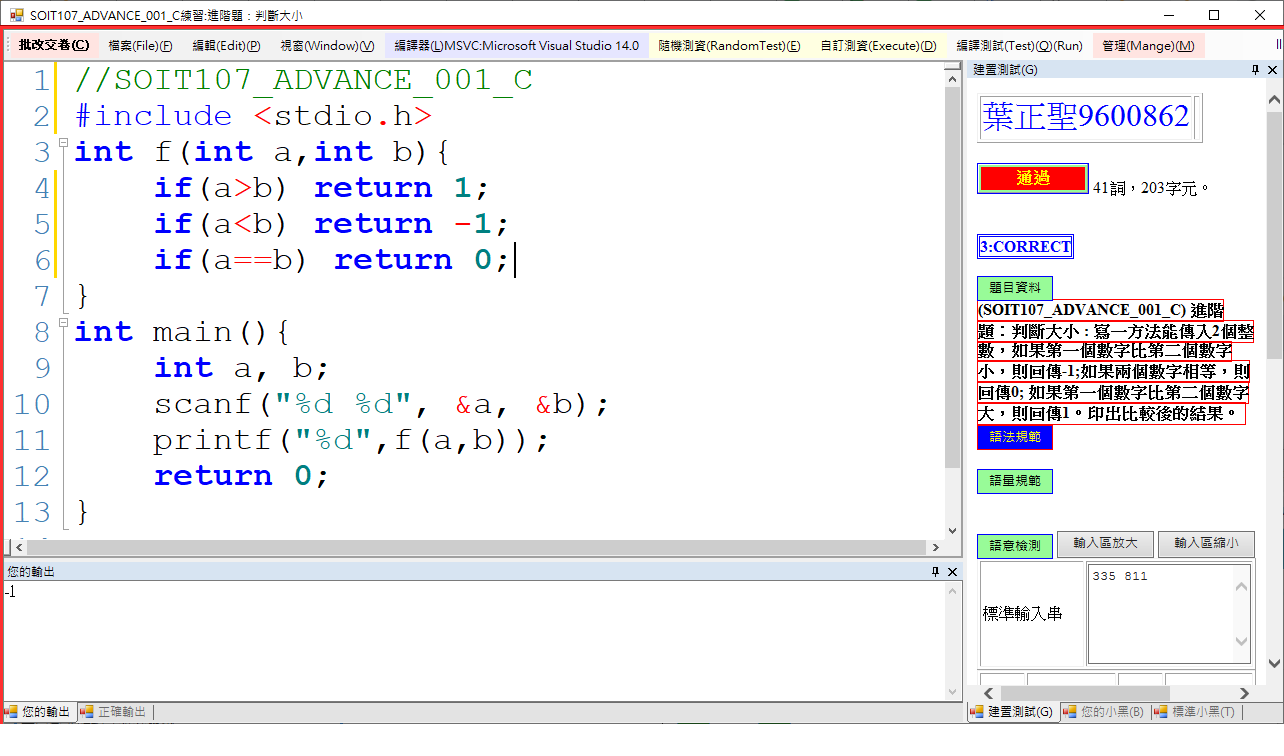 SOIT107_ADVANCE_001_C練習:進階題：判斷大小
批改交卷(C) 檔案(File)(F) 編輯(Edit)(P) 視窗(Window)(V) 編譯器(L)MSVC:Microsoft Visual Studio 14.0 隨機測資(RandomTest)(E) 自訂測資(Execute)(D) 編譯測試(Test)(Q)(Run) 管理(Mange)(M)
1 //SOIT107_ADVANCE_001_C
2 #include <stdio.h>
3 int f(int a,int b){
4 if(a>b) return 1;
5 if(a<b) return -1;
6 if(a==b) return 0;
7 }
8 int main(){
9 int a, b;
10 scanf("%d %d", &a, &b);
11 printf("%d",f(a,b));
12 return 0;
13 }
您的輸出
-1
您的輸出 正確輸出
建置測試(G)
葉正聖9600862
通過 41詞，203字元。
3:CORRECT
題目資料
(SOIT107_ADVANCE_001_C) 進階
題：判斷大小 : 寫一方法能傳入2個整
數，如果第一個數字比第二個數字
小，則回傳-1;如果兩個數字相等，則
回傳0; 如果第一個數字比第二個數字
大，則回傳1。印出比較後的結果。
語法規範
語量規範
語意檢測 輸入區放大 輸入區縮小
標準輸入串 335 811
建置測試(G) 您的小黑(B) 標準小黑(T)